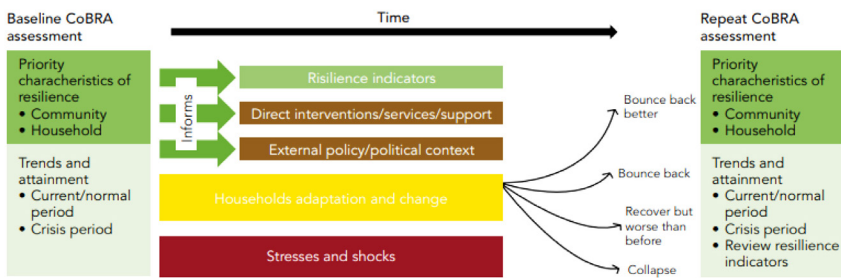 Baseline CoBRA
assessment
Time
Repeat CoBRA
assessment
Priority
characteristics of
resilience
• Community
• Household
Trends and
attainment
• Current/normal
period
• Crisis period
Informs
Risilience indicators
Direct interventions/services/support
External policy/political context
Households adaptation and change
Stresses and shocks
Bounce back
better
Bounce back
Recover but
worse than
before
Collapse
Priority
characteristics of
resilience
• Community
• Household
Trends and
attainment
• Current/normal
period
• Crisis period
• Review resillience
indicators